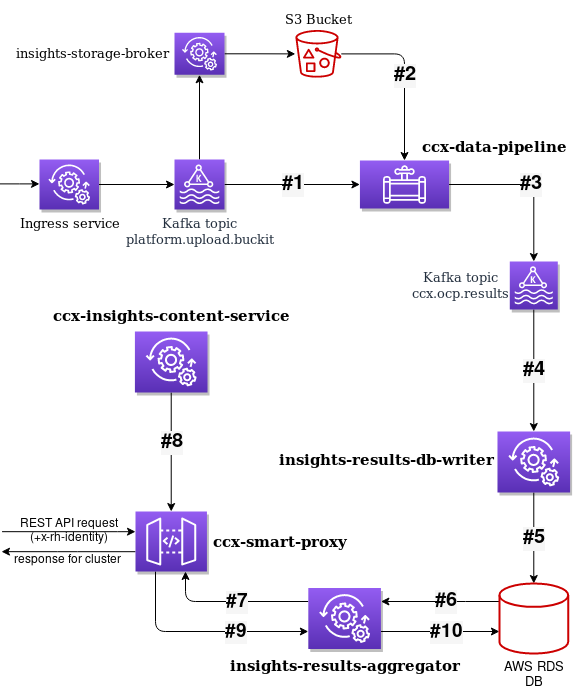 S3 Bucket
insights-storage-broker
#2
ccx-data-pipeline
K
#1
#3
Ingress service
Kafka topic
platform.upload.buckit
K
Kafka topic
ccx.ocp.results
ccx-insights-content-service
#4
#8
insights-results-db-writer
REST API request
(+x-rh-identity)
response for cluster
</>
ccx-smart-proxy
#5
#7
#6
#9
#10
insights-results-aggregator
AWS RDS
DB